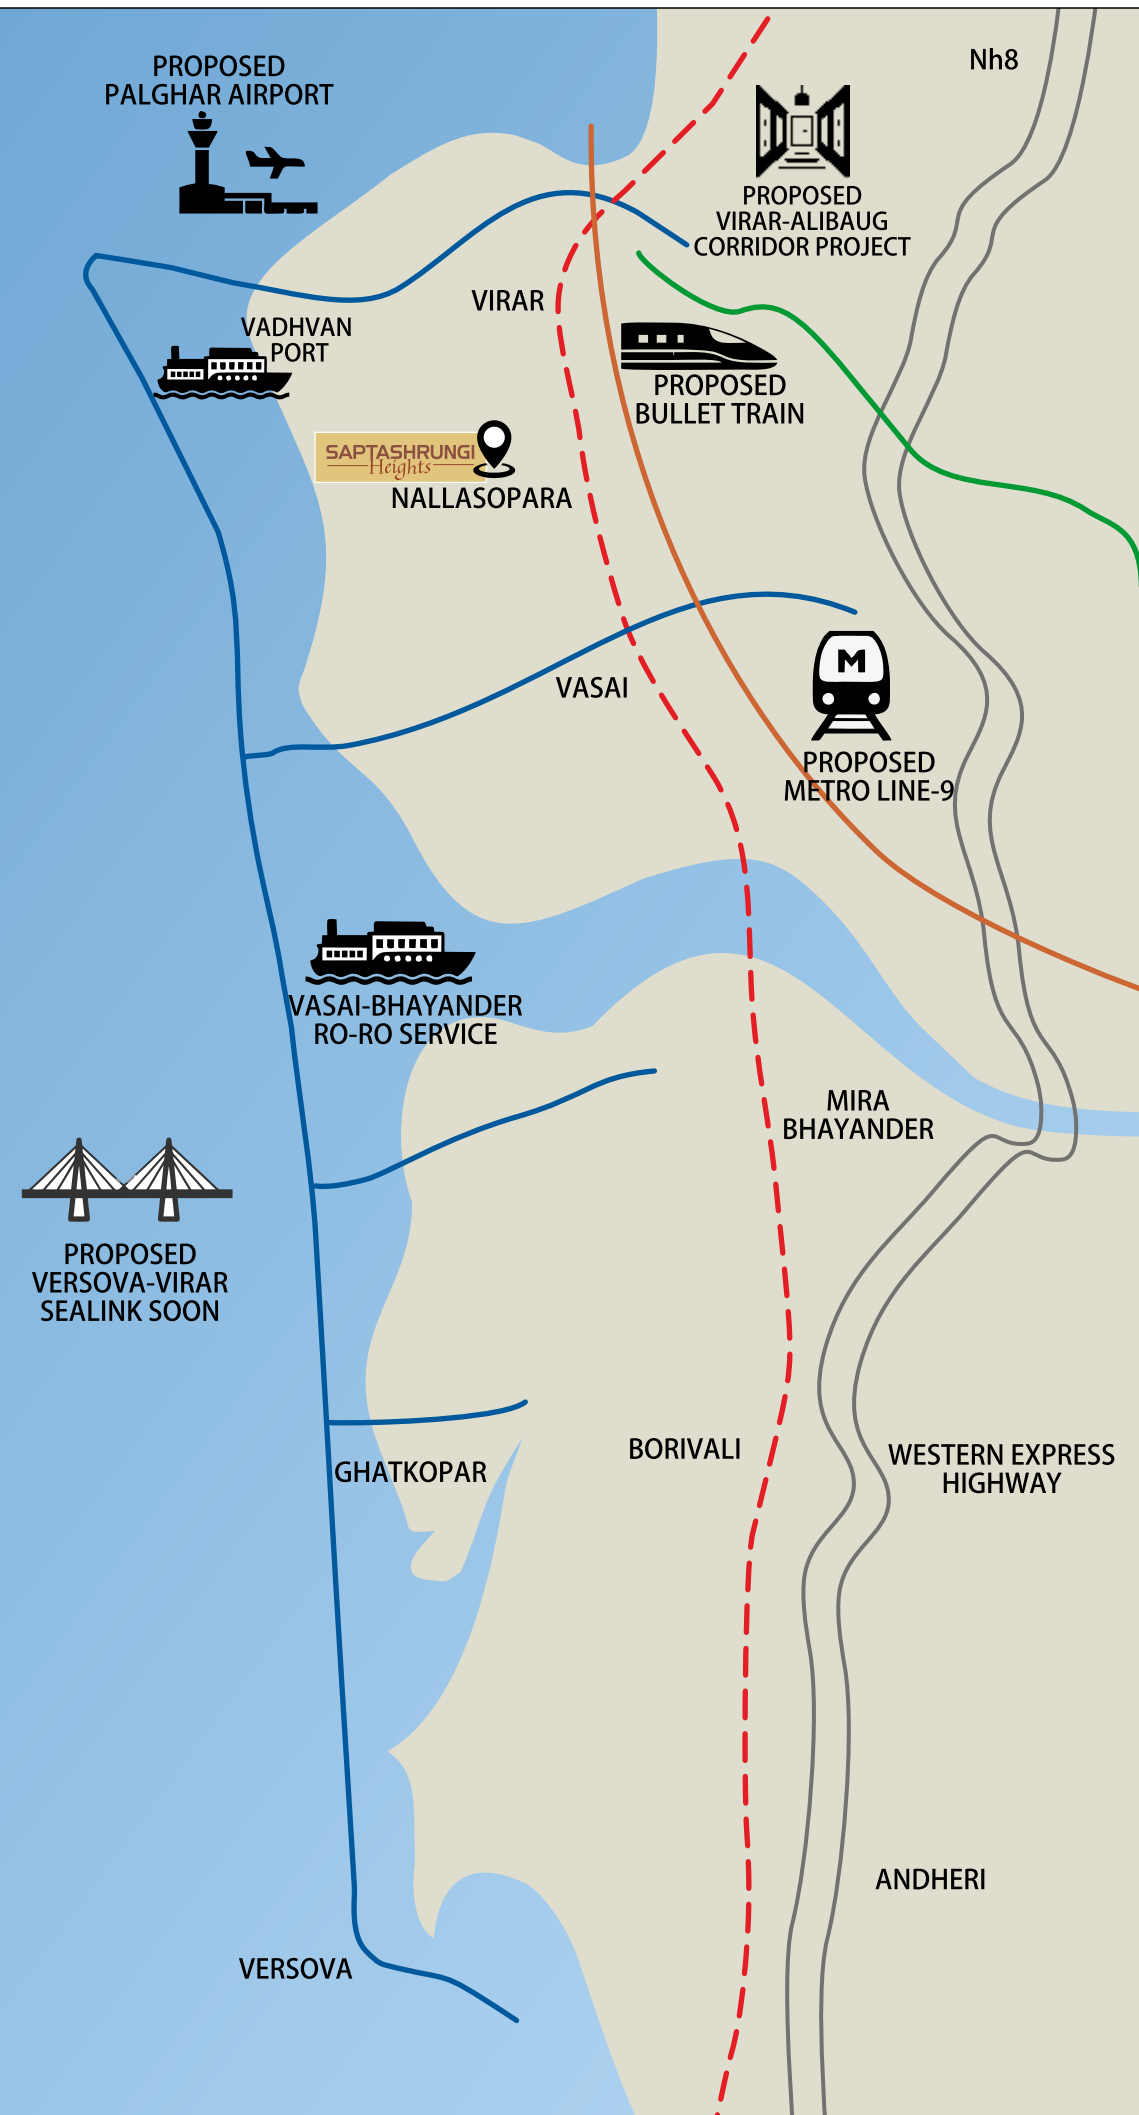 Nh8
PROPOSED
PALGHAR AIRPORT
PROPOSED
VIRAR-ALIBAUG
CORRIDOR PROJECT
VIRAR
VADHVAN
PORT
PROPOSED
BULLET TRAIN
SAPTASHRUNGI
Heights
NALLASOPARA
VASAI
M
PROPOSED
METRO LINE-9
VASAI-BHAYANDER
RO-RO SERVICE
MIRA
BHAYANDER
PROPOSED
VERSOVA-VIRAR
SEALINK SOON
BORIVALI
WESTERN EXPRESS
HIGHWAY
GHATKOPAR
ANDHERI
VERSOVA